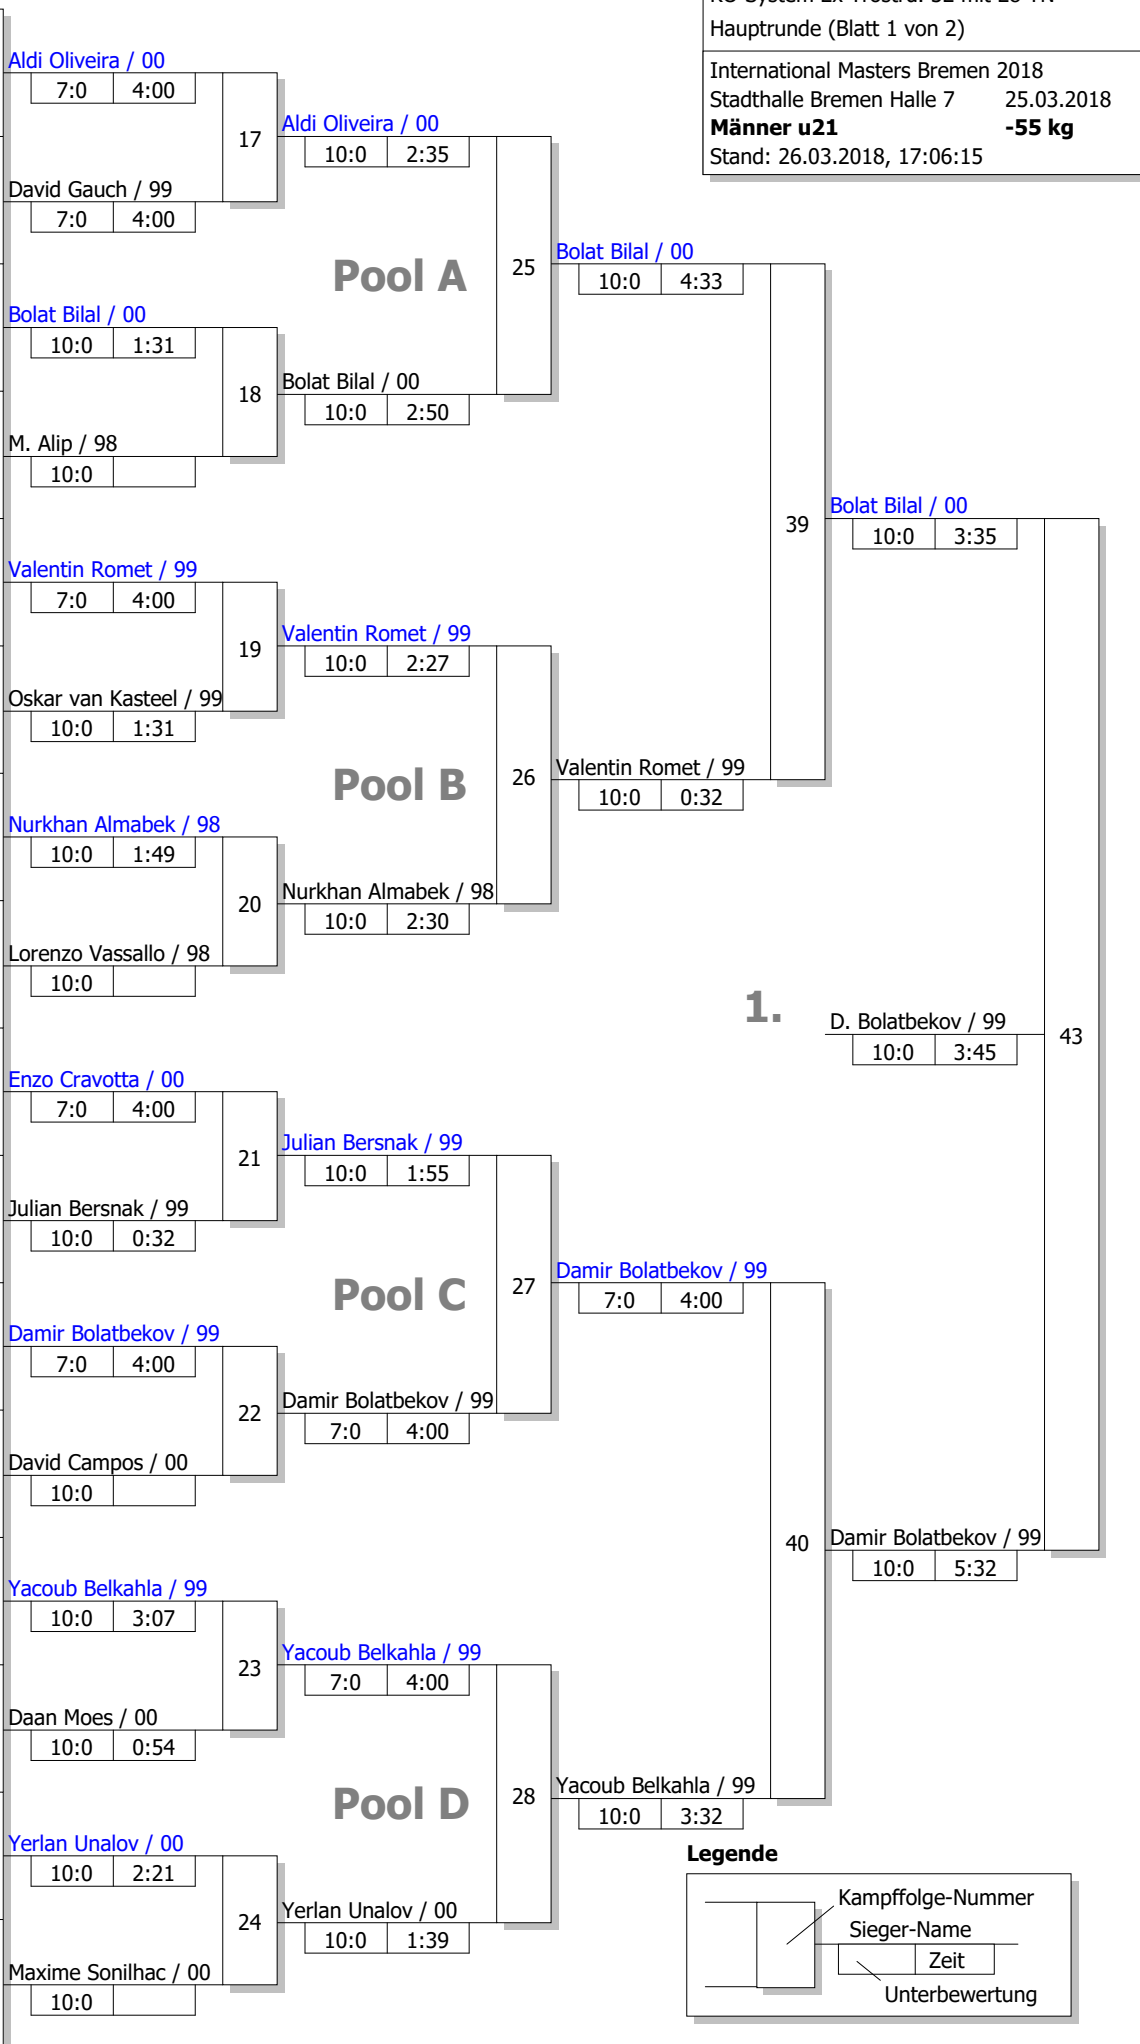 Hauptrunde (Blatt 1 von 2)
International Masters Bremen 2018
Stadthalle Bremen Halle 7 25.03.2018
Männer u21 -55 kg
Stand: 26.03.2018, 17:06:15
Aldi Oliveira / 00
7:0 4:00
17
Aldi Oliveira / 00
10:0 2:35
David Gauch / 99
7:0 4:00
Pool A
25
Bolat Bilal / 00
10:0 4:33
Bolat Bilal / 00
10:0 1:31
18
Bolat Bilal / 00
10:0 2:50
M. Alip / 98
10:0
39
Bolat Bilal / 00
10:0 3:35
Valentin Romet / 99
7:0 4:00
19
Valentin Romet / 99
10:0 2:27
Oskar van Kasteel / 99
10:0 1:31
Pool B
26
Valentin Romet / 99
10:0 0:32
Nurkhan Almabek / 98
10:0 1:49
20
Nurkhan Almabek / 98
10:0 2:30
Lorenzo Vassallo / 98
10:0
1.
D. Bolatbekov / 99
10:0 3:45
43
Enzo Cravotta / 00
7:0 4:00
21
Julian Bersnak / 99
10:0 1:55
Julian Bersnak / 99
10:0 0:32
Pool C
27
Damir Bolatbekov / 99
7:0 4:00
Damir Bolatbekov / 99
7:0 4:00
22
Damir Bolatbekov / 99
7:0 4:00
David Campos / 00
10:0
40
Damir Bolatbekov / 99
10:0 5:32
Yacoub Belkahla / 99
10:0 3:07
23
Yacoub Belkahla / 99
7:0 4:00
Daan Moes / 00
10:0 0:54
Pool D
28
Yacoub Belkahla / 99
10:0 3:32
Yerlan Unalov / 00
10:0 2:21
24
Yerlan Unalov / 00
10:0 1:39
Maxime Sonilhac / 00
10:0
Legende
Kampffolge-Nummer
Sieger-Name
Zeit
Unterbewertung